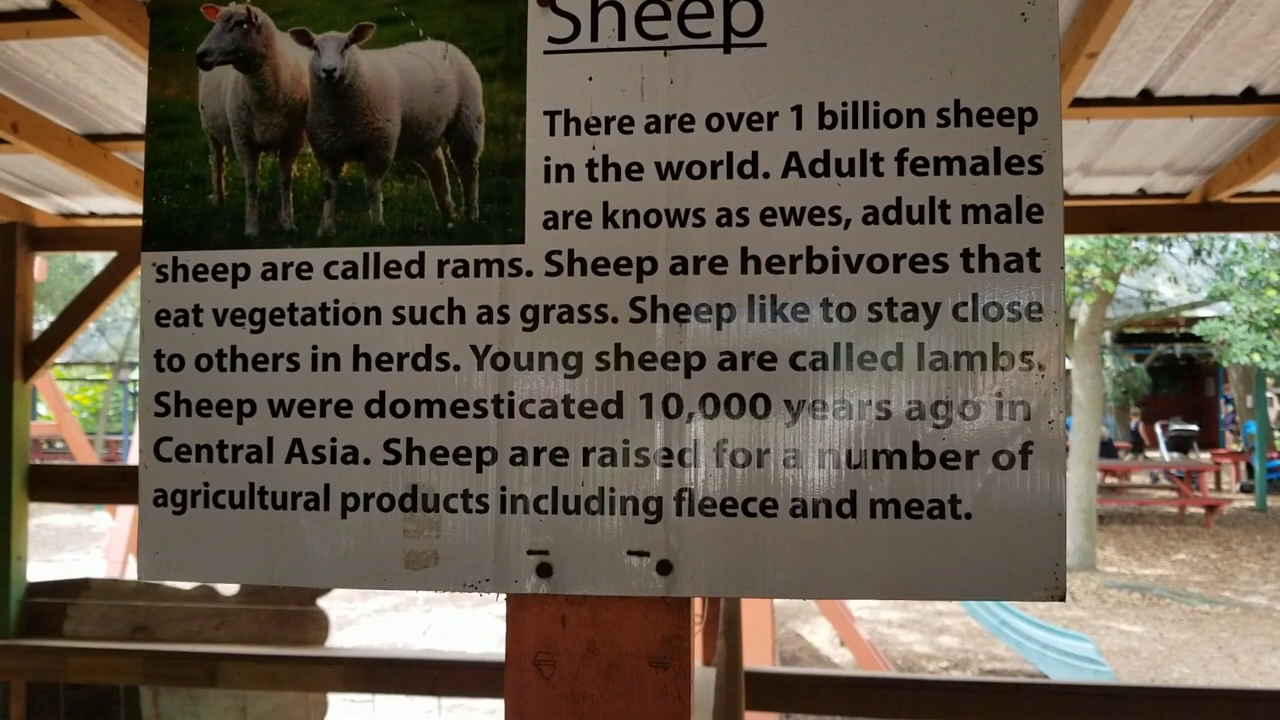 Sheep
There are over 1 billion sheep
in the world. Adult females
are knows as ewes, adult male
sheep are called rams. Sheep are herbivores that
eat vegetation such as grass. Sheep like to stay close
to others in herds. Young sheep are called lambs.
Sheep were domesticated 10,000 years ago in
Central Asia. Sheep are raised for a number of
agricultural products including fleece and meat.